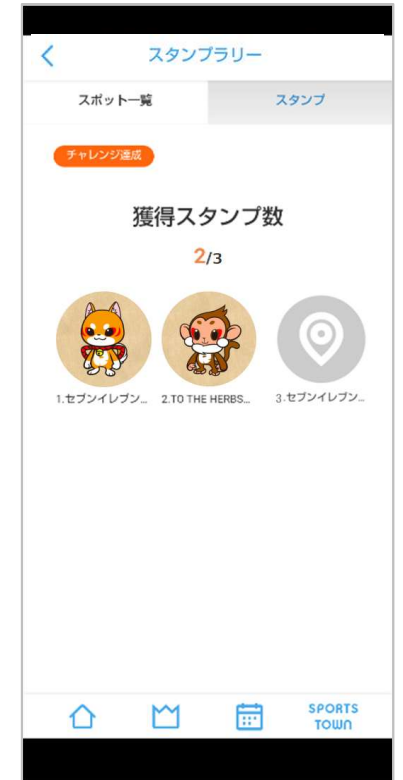 スタンプラリー
スポット一覧
スタンプ
チャレンジ達成
獲得スタンプ数
2/3
1.セブンイレブン...
2.TO THE HERBS...
3.セブンイレブン...
SPORTS
TOWN